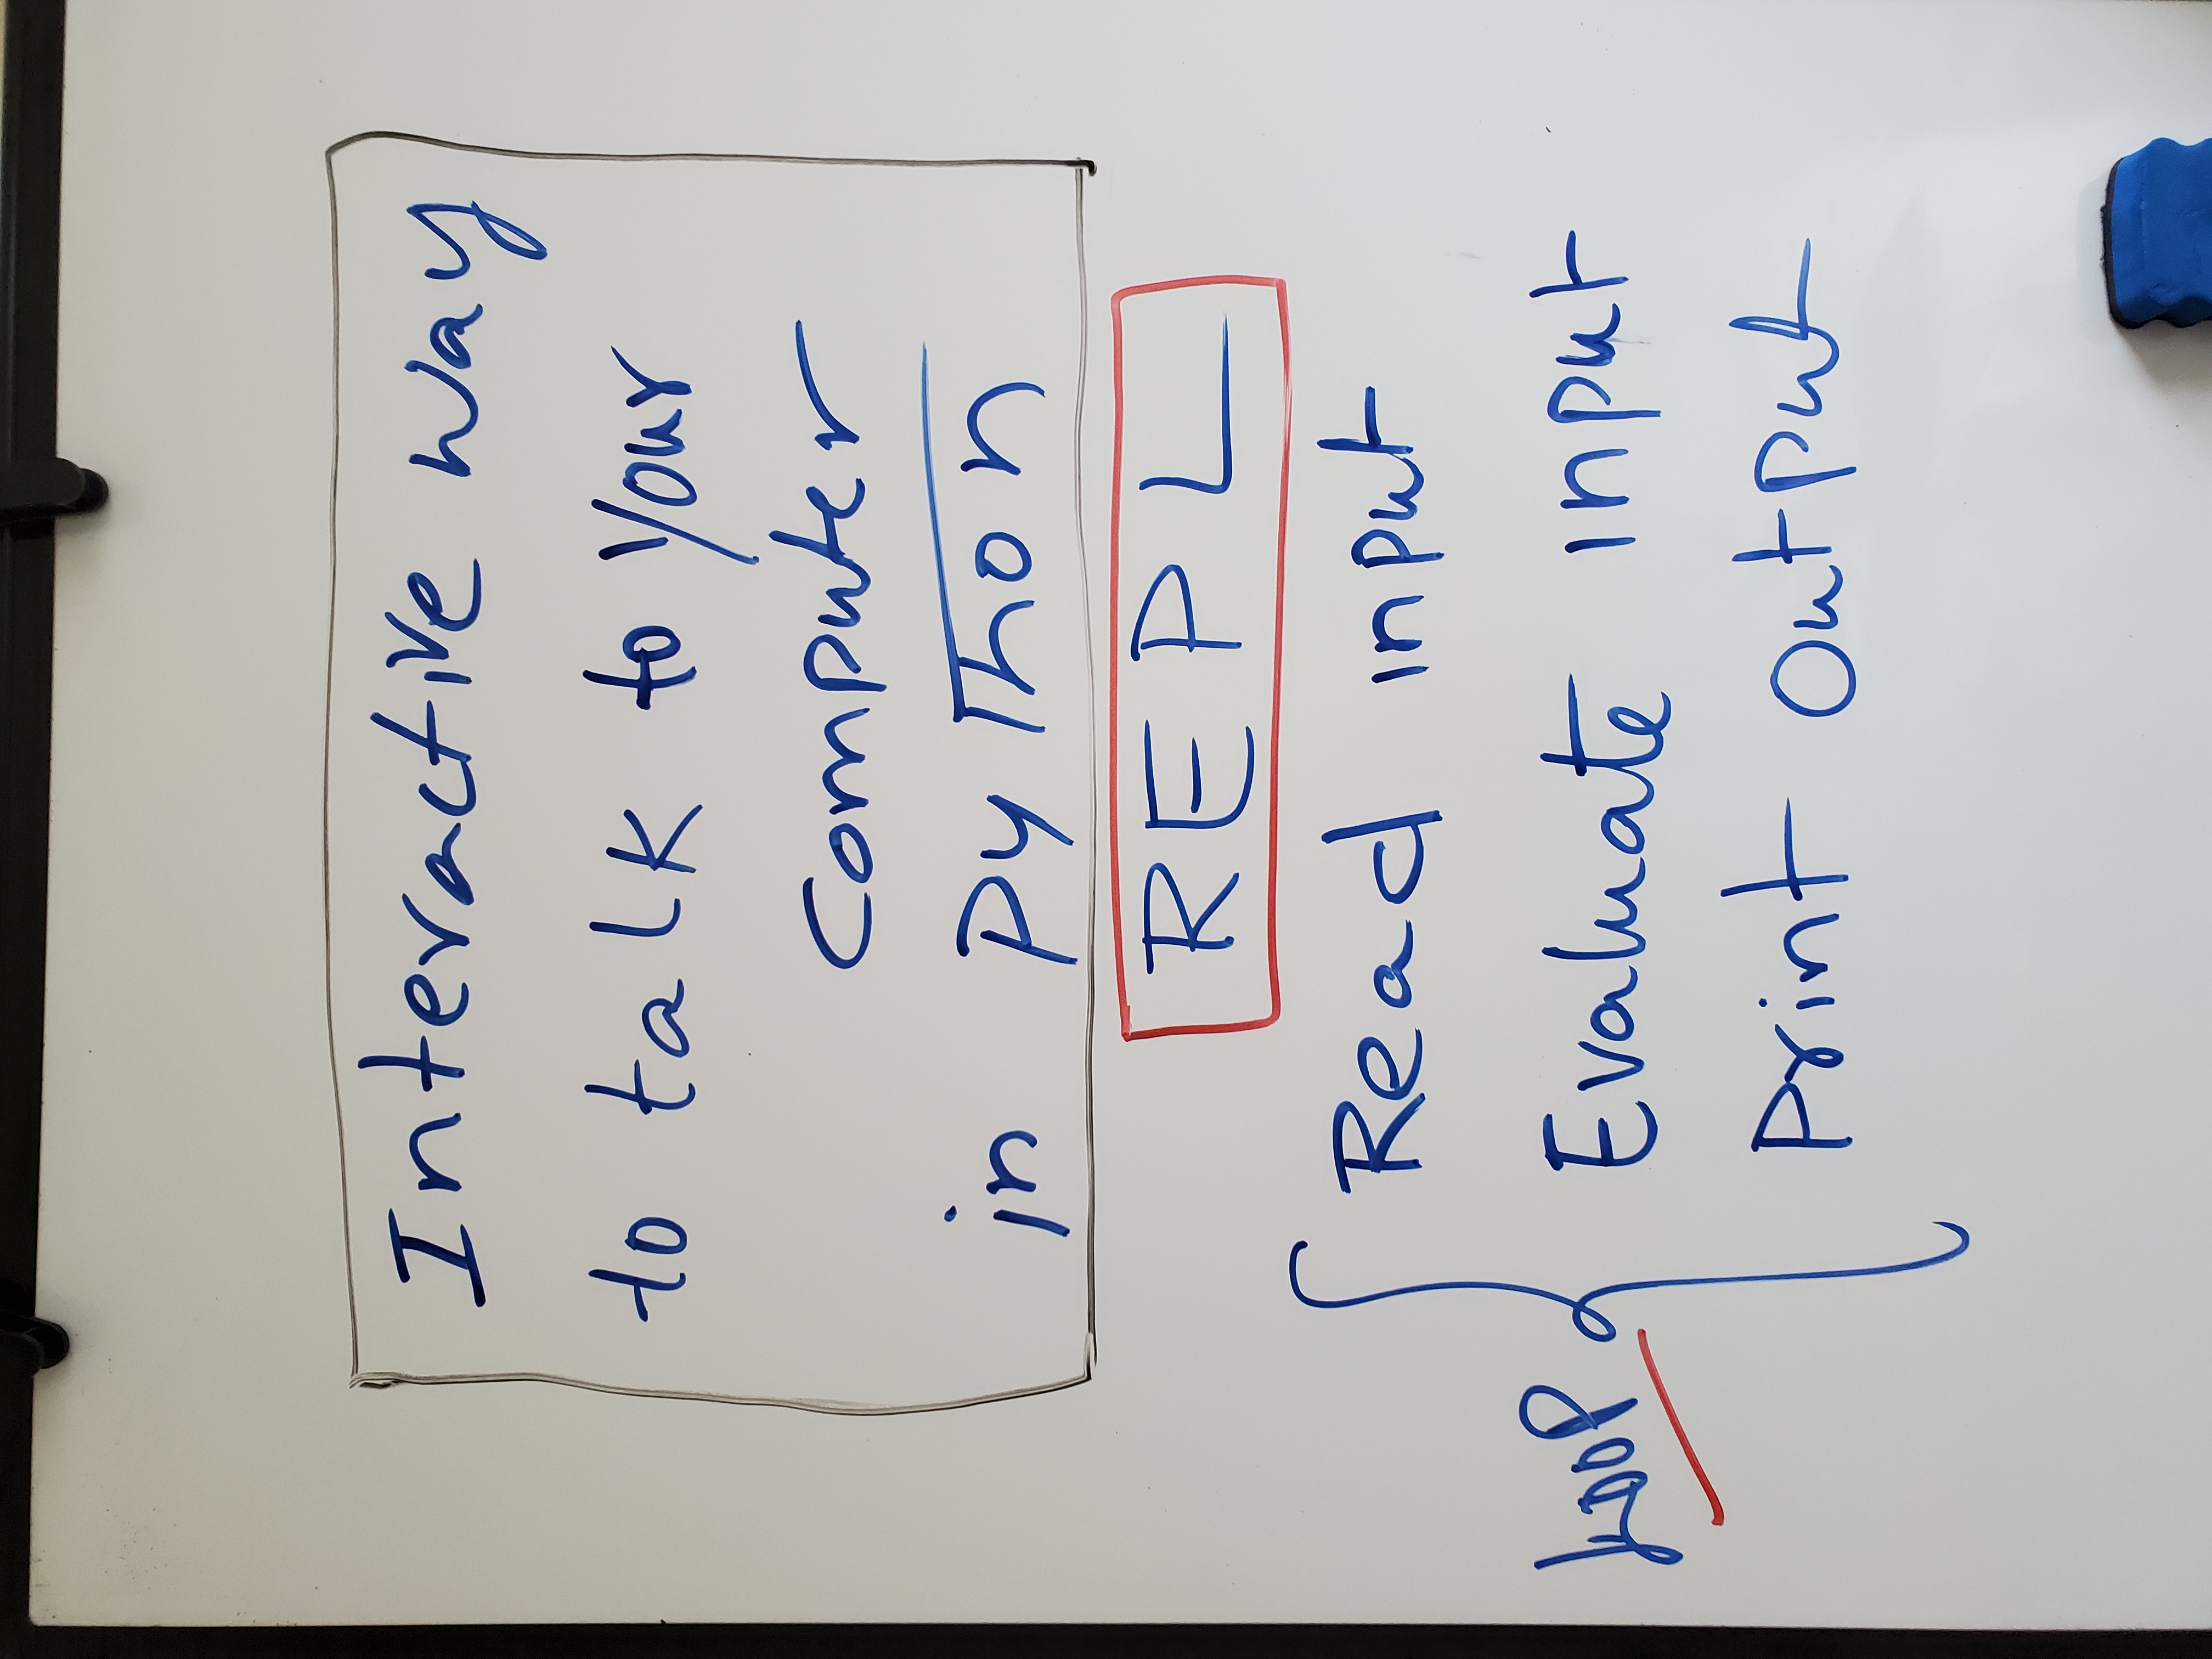 Interactive way
to talk to your
computer
in pyThon
REPL
Read input
LOOP
Evaluate input
Print output